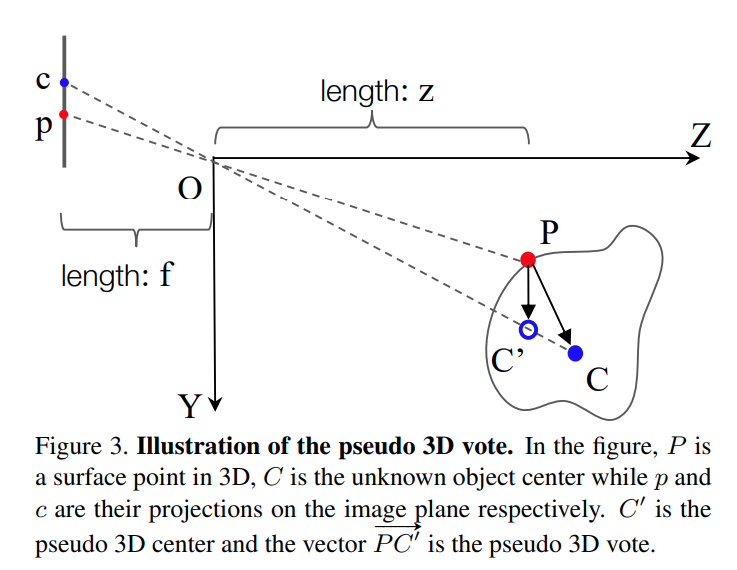 c
length: z
p
Z
O
P
length: f
C’
C
Y
Figure 3. Illustration of the pseudo 3D vote. In the figure, P is
a surface point in 3D, C is the unknown object center while p and
c are their projections on the image plane respectively. C′ is the
pseudo 3D center and the vector PC′ is the pseudo 3D vote.